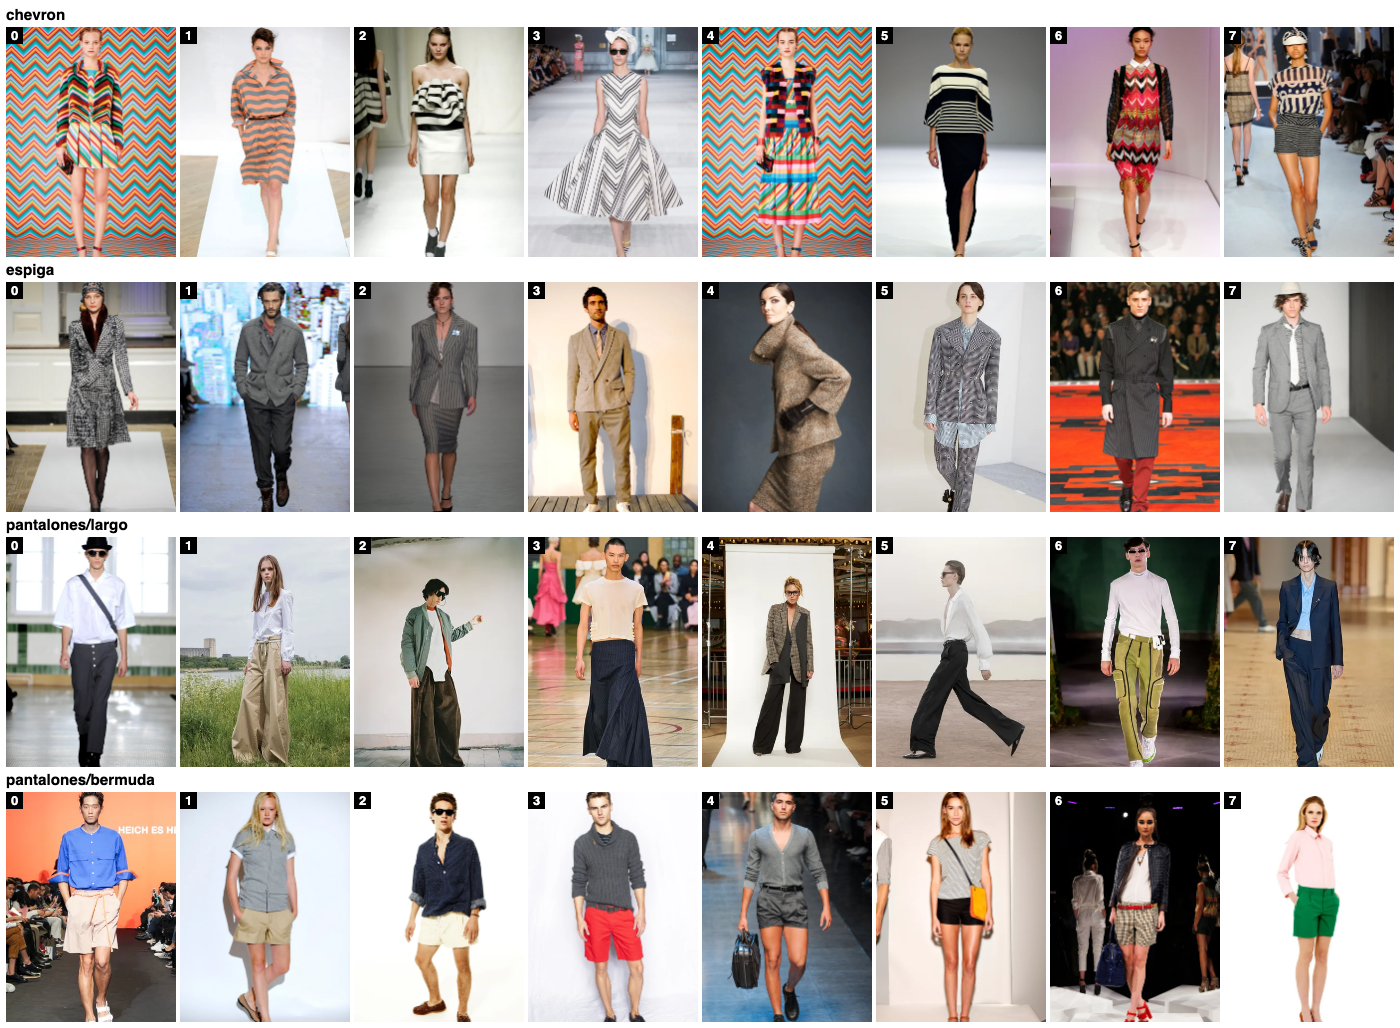 chevron
0 1 2 3 4 5 6 7
espiga
0 1 2 3 4 5 6 7
pantalones/largo
0 1 2 3 4 5 6 7
pantalones/bermuda
0 1 2 3 4 5 6 7
HEICH ES HE